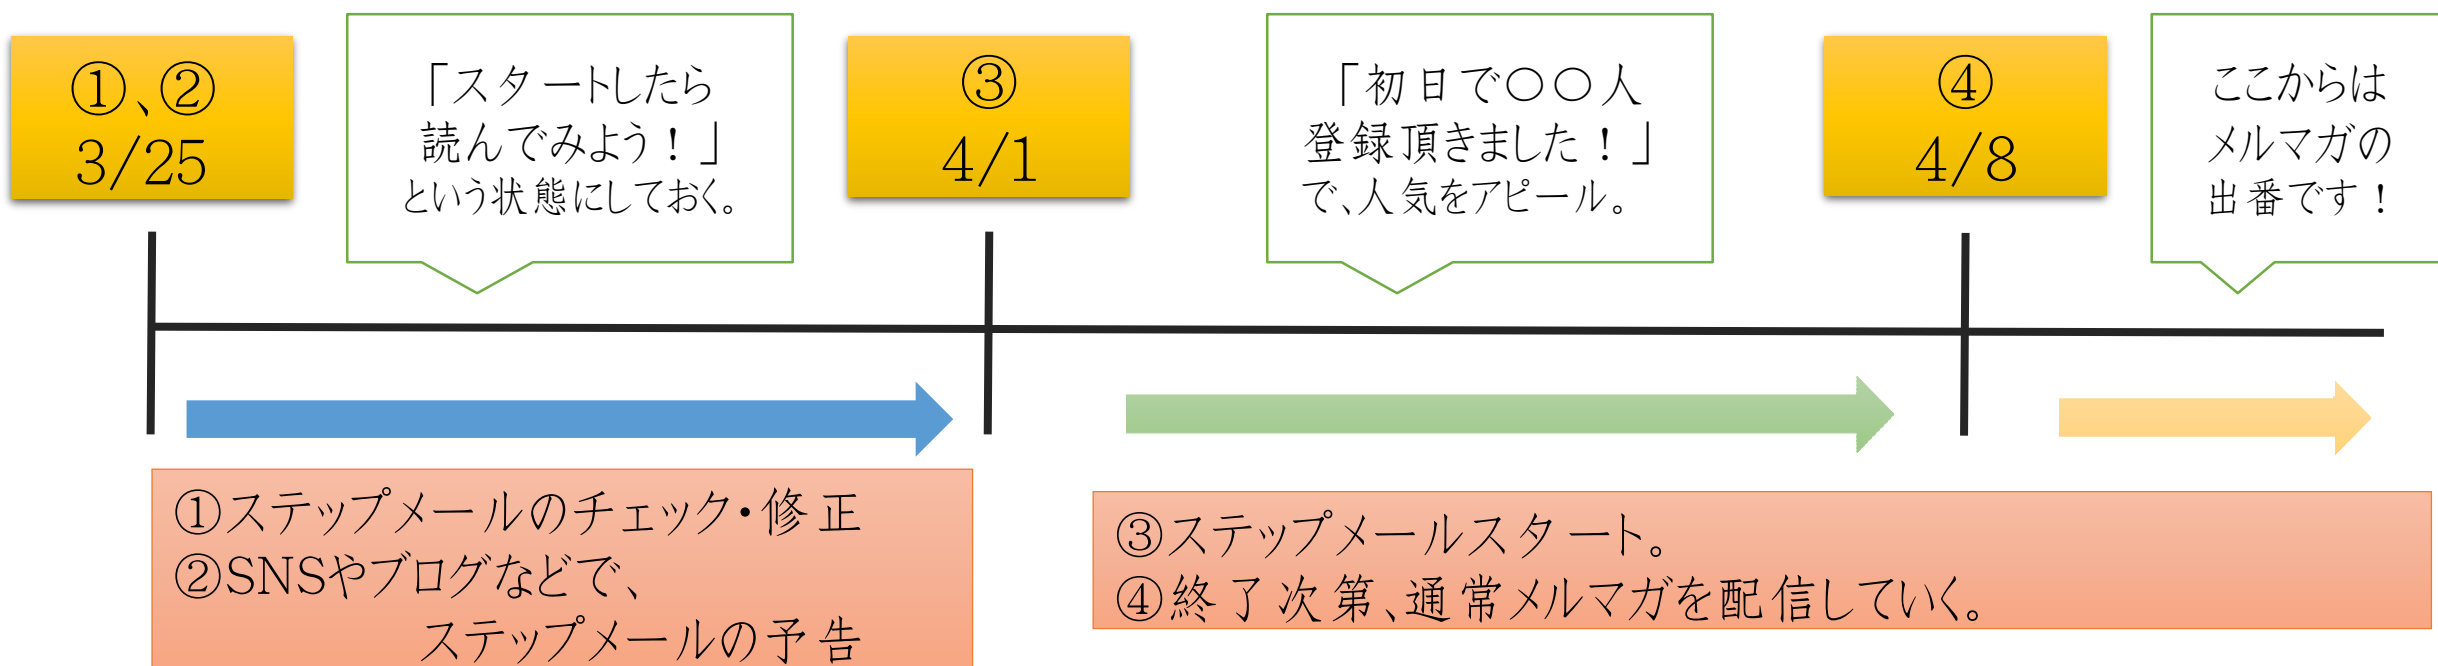 ①、②
3/25
「スタートしたら
読んでみよう！」
という状態にしておく。
③
4/1
「初日で〇〇人
登録頂きました！」
で、人気をアピール。
④
4/8
ここからは
メルマガの
出番です！
①ステップメールのチェック・修正
②SNSやブログなどで、
ステップメールの予告
③ステップメールスタート。
④終了次第、通常メルマガを配信していく。